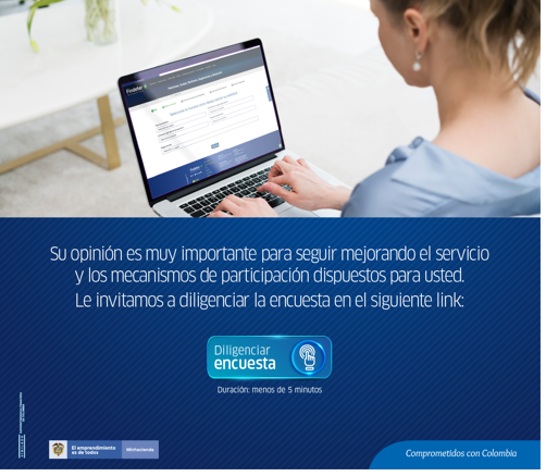 Findeter
Su opinión es muy importante para seguir mejorando el servicio
y los mecanismos de participación dispuestos para usted.
Le invitamos a diligenciar la encuesta en el siguiente link:
Diligenciar
encuesta
Duración: menos de 5 minutos
El emprendimiento
es de todos
Minhacienda
Comprometidos con Colombia